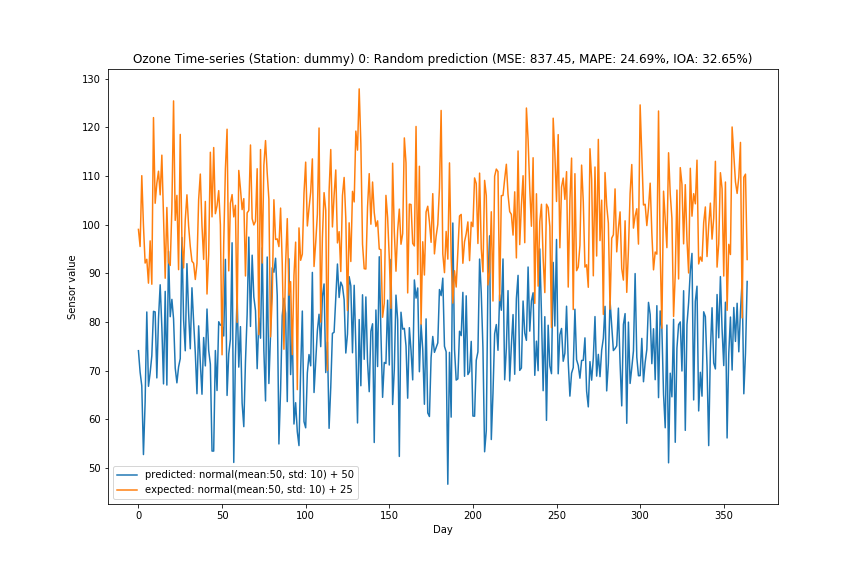 Ozone Time-series (Station: dummy) 0: Random prediction (MSE: 837.45, MAPE: 24.69%, IOA: 32.65%)
130
120
110
100
90
80
70
60
50
Sensor value
predicted: normal(mean:50, std: 10) + 50
expected: normal(mean:50, std: 10) + 25
0 50 100 150 200 250 300 350
Day